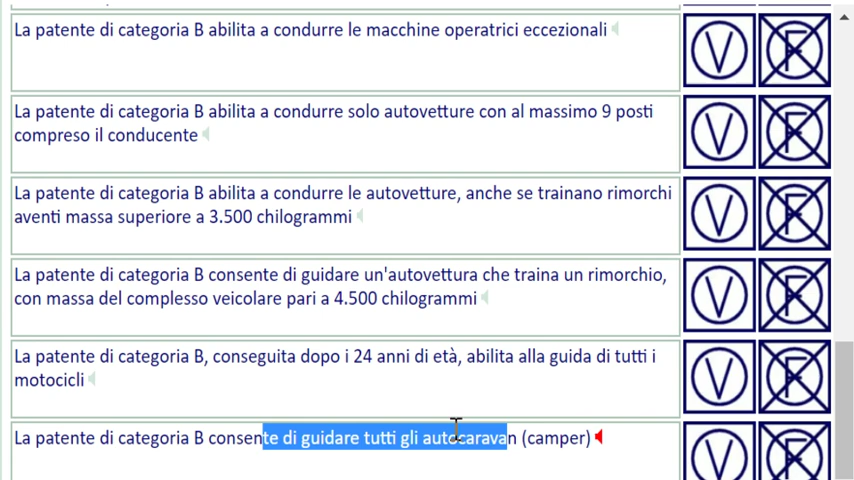 La patente di categoria B abilita a condurre le macchine operatrici eccezionali
V F
La patente di categoria B abilita a condurre solo autovetture con al massimo 9 posti
compreso il conducente
V F
La patente di categoria B abilita a condurre le autovetture, anche se trainano rimorchi
aventi massa superiore a 3.500 chilogrammi
V F
La patente di categoria B consente di guidare un'autovettura che traina un rimorchio,
con massa del complesso veicolare pari a 4.500 chilogrammi
V F
La patente di categoria B, conseguita dopo i 24 anni di età, abilita alla guida di tutti i
motocicli
V F
La patente di categoria B consente di guidare tutti gli autocaravan (camper)
V F